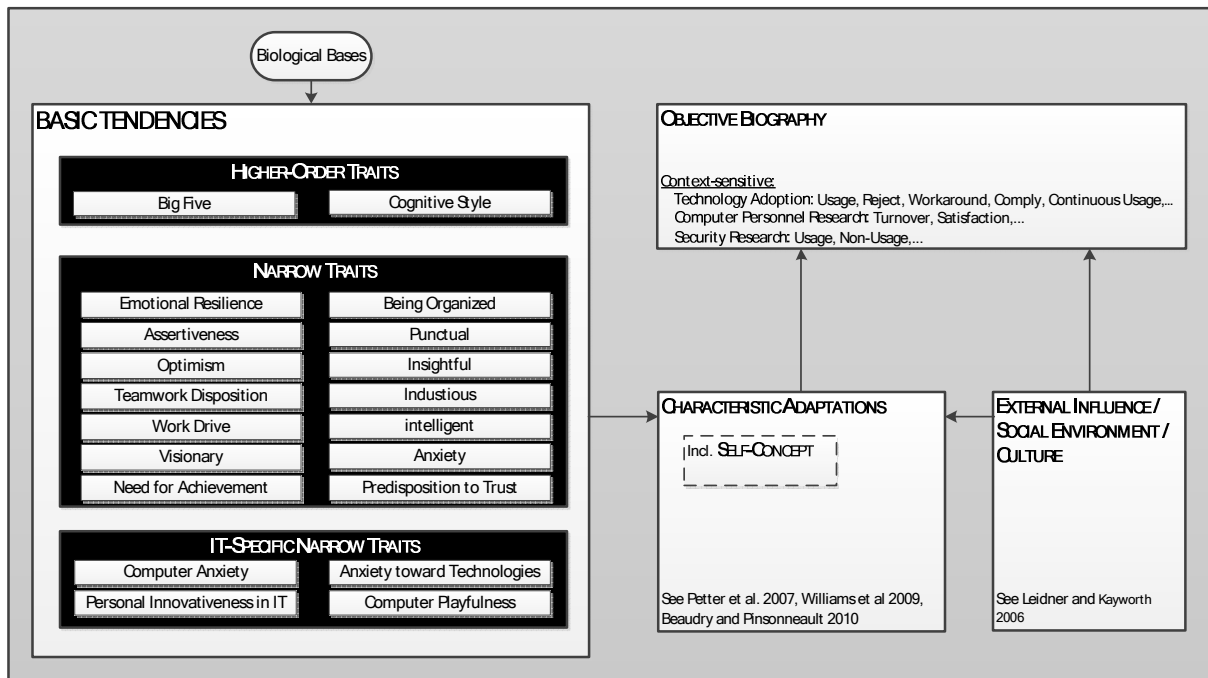 Biological Bases
BASIC TENDENCIES
HIGHER-ORDER TRAITS
Big Five
Cognitive Style
NARROW TRAITS
Emotional Resilience
Being Organized
Assertiveness
Punctual
Optimism
Insightful
Teamwork Disposition
Industious
Work Drive
intelligent
Visionary
Anxiety
Need for Achievement
Predisposition to Trust
IT-SPECIFIC NARROW TRAITS
Computer Anxiety
Anxiety toward Technologies
Personal Innovativeness in IT
Computer Playfulness
OBJECTIVE BIOGRAPHY
Context-sensitive:
Technology Adoption: Usage, Reject, Workaround, Comply, Continuous Usage,...
Computer Personnel Research: Turnover, Satisfaction,...
Security Research: Usage, Non-Usage,...
CHARACTERISTIC ADAPTATIONS
Incl. SELF-CONCEPT
See Petter et al. 2007, Williams et al 2009,
Beaudry and Pinsonneault 2010
EXTERNAL INFLUENCE /
SOCIAL ENVIRONMENT /
CULTURE
See Leidner and Kayworth
2006